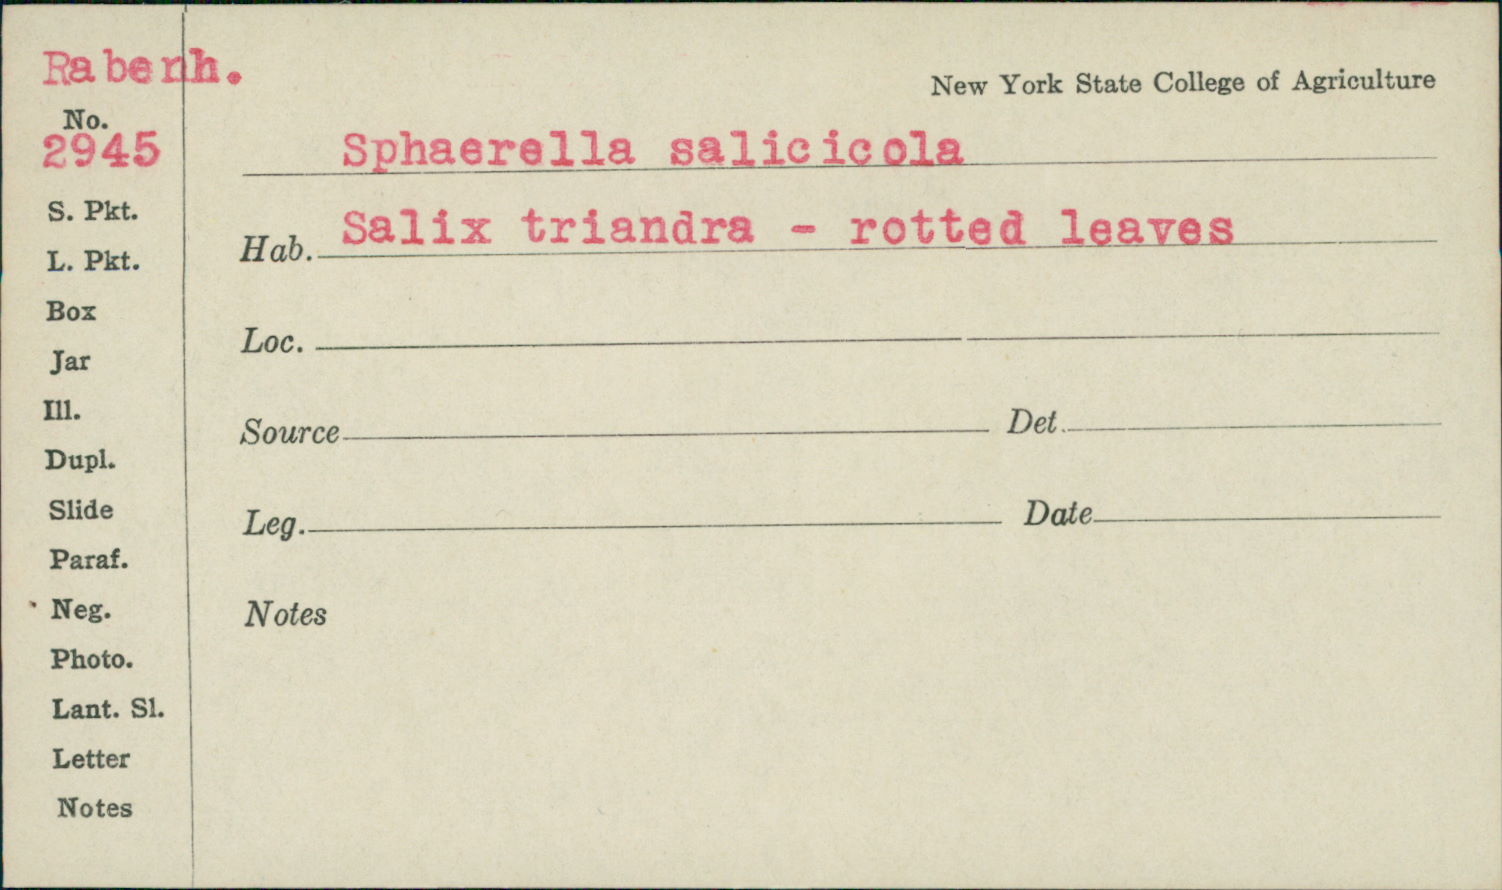 Rabenh.
New York State College of Agriculture
No.
2945
Sphaerella salicicola
Hab. Salix triandra - rotted leaves
S. Pkt.
L. Pkt.
Box
Jar
Ill.
Dupl.
Slide
Paraf.
Neg.
Photo.
Lant. Sl.
Letter
Notes
Loc.
Source Det.
Leg. Date
Notes